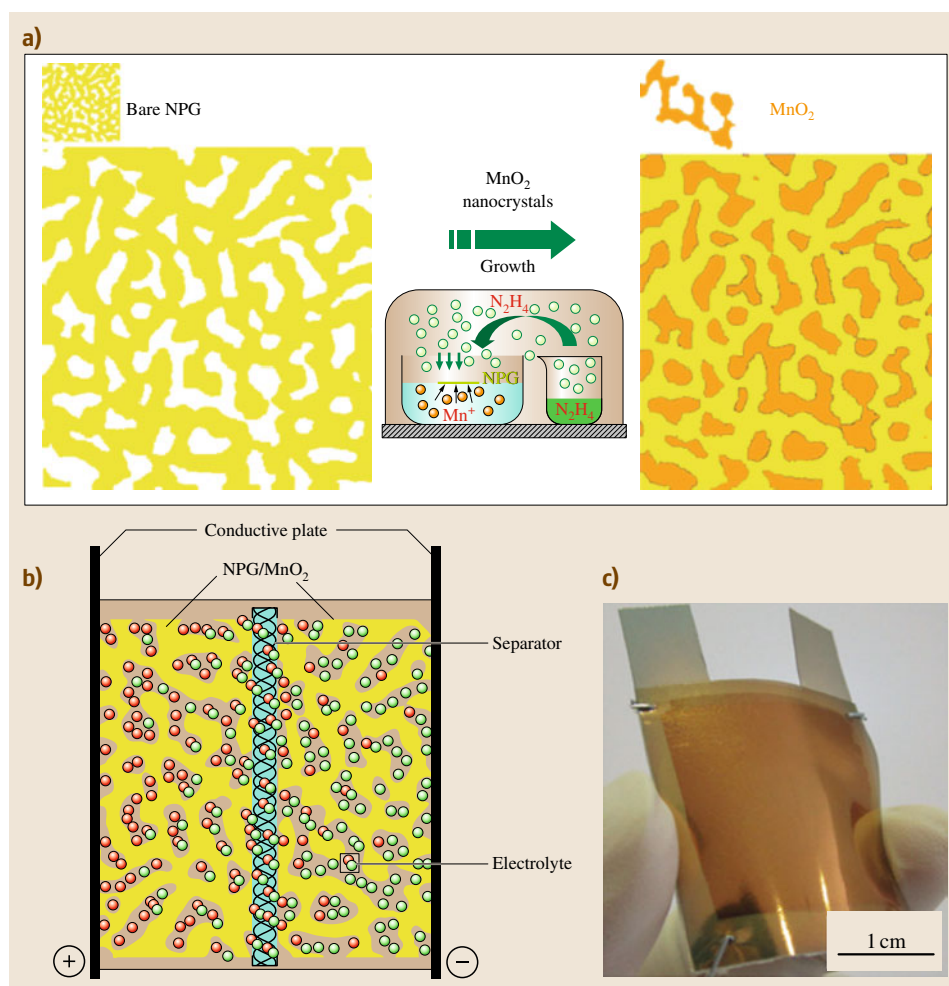 a)
Bare NPG
MnO₂
MnO₂
nanocrystals
Growth
N₂H₄
NPG
Mn⁺
N₂H₄
Conductive plate
b)
NPG/MnO₂
c)
Separator
Electrolyte
1 cm
+
−